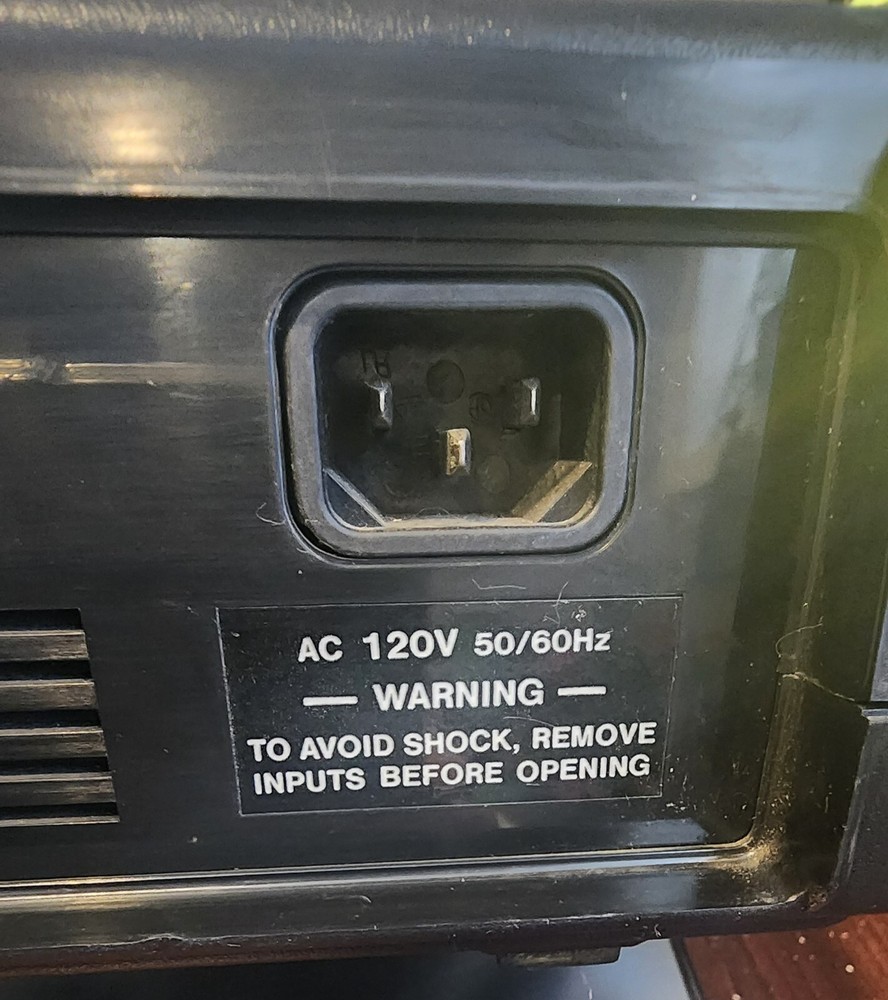 AC 120V 50/60Hz
— WARNING —
TO AVOID SHOCK, REMOVE
INPUTS BEFORE OPENING